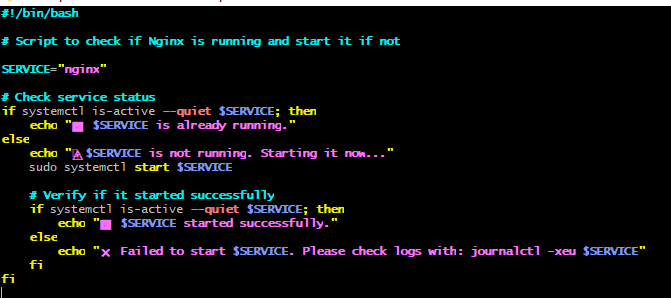 #!/bin/bash
# Script to check if Nginx is running and start it if not
SERVICE="nginx"
# Check service status
if systemctl is-active --quiet $SERVICE; then
    echo "✅ $SERVICE is already running."
else
    echo "⚠️$SERVICE is not running. Starting it now..."
    sudo systemctl start $SERVICE
    # Verify if it started successfully
    if systemctl is-active --quiet $SERVICE; then
        echo "✅ $SERVICE started successfully."
    else
        echo "❌ Failed to start $SERVICE. Please check logs with: journalctl -xeu $SERVICE"
    fi
fi